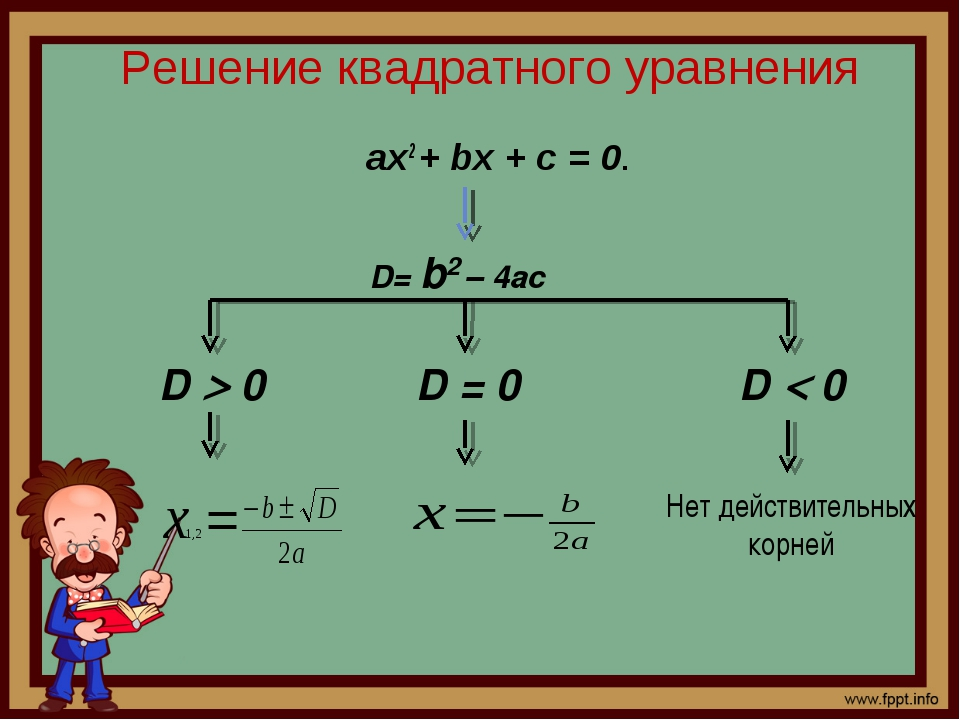 Решение квадратного уравнения
ax² + bx + c = 0.
D= b² – 4ac
D > 0 D = 0 D < 0
x₁,₂ = (−b ± √D) / 2a x = − b / 2a Нет действительных
корней
www.fppt.info